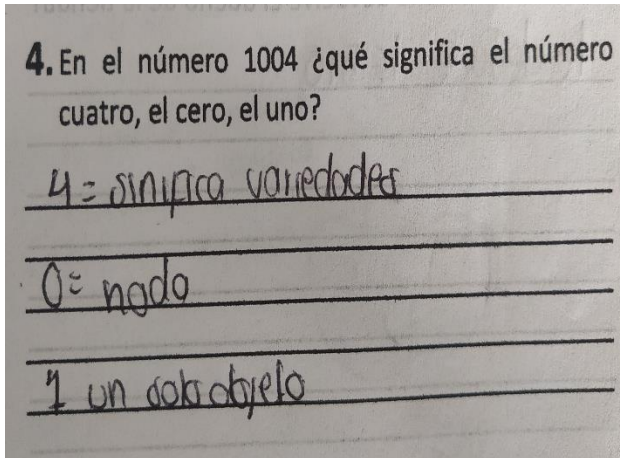 4. En el número 1004 ¿qué significa el número
cuatro, el cero, el uno?
4 = sinifica variedades
0 = nada
1 un solo objeto